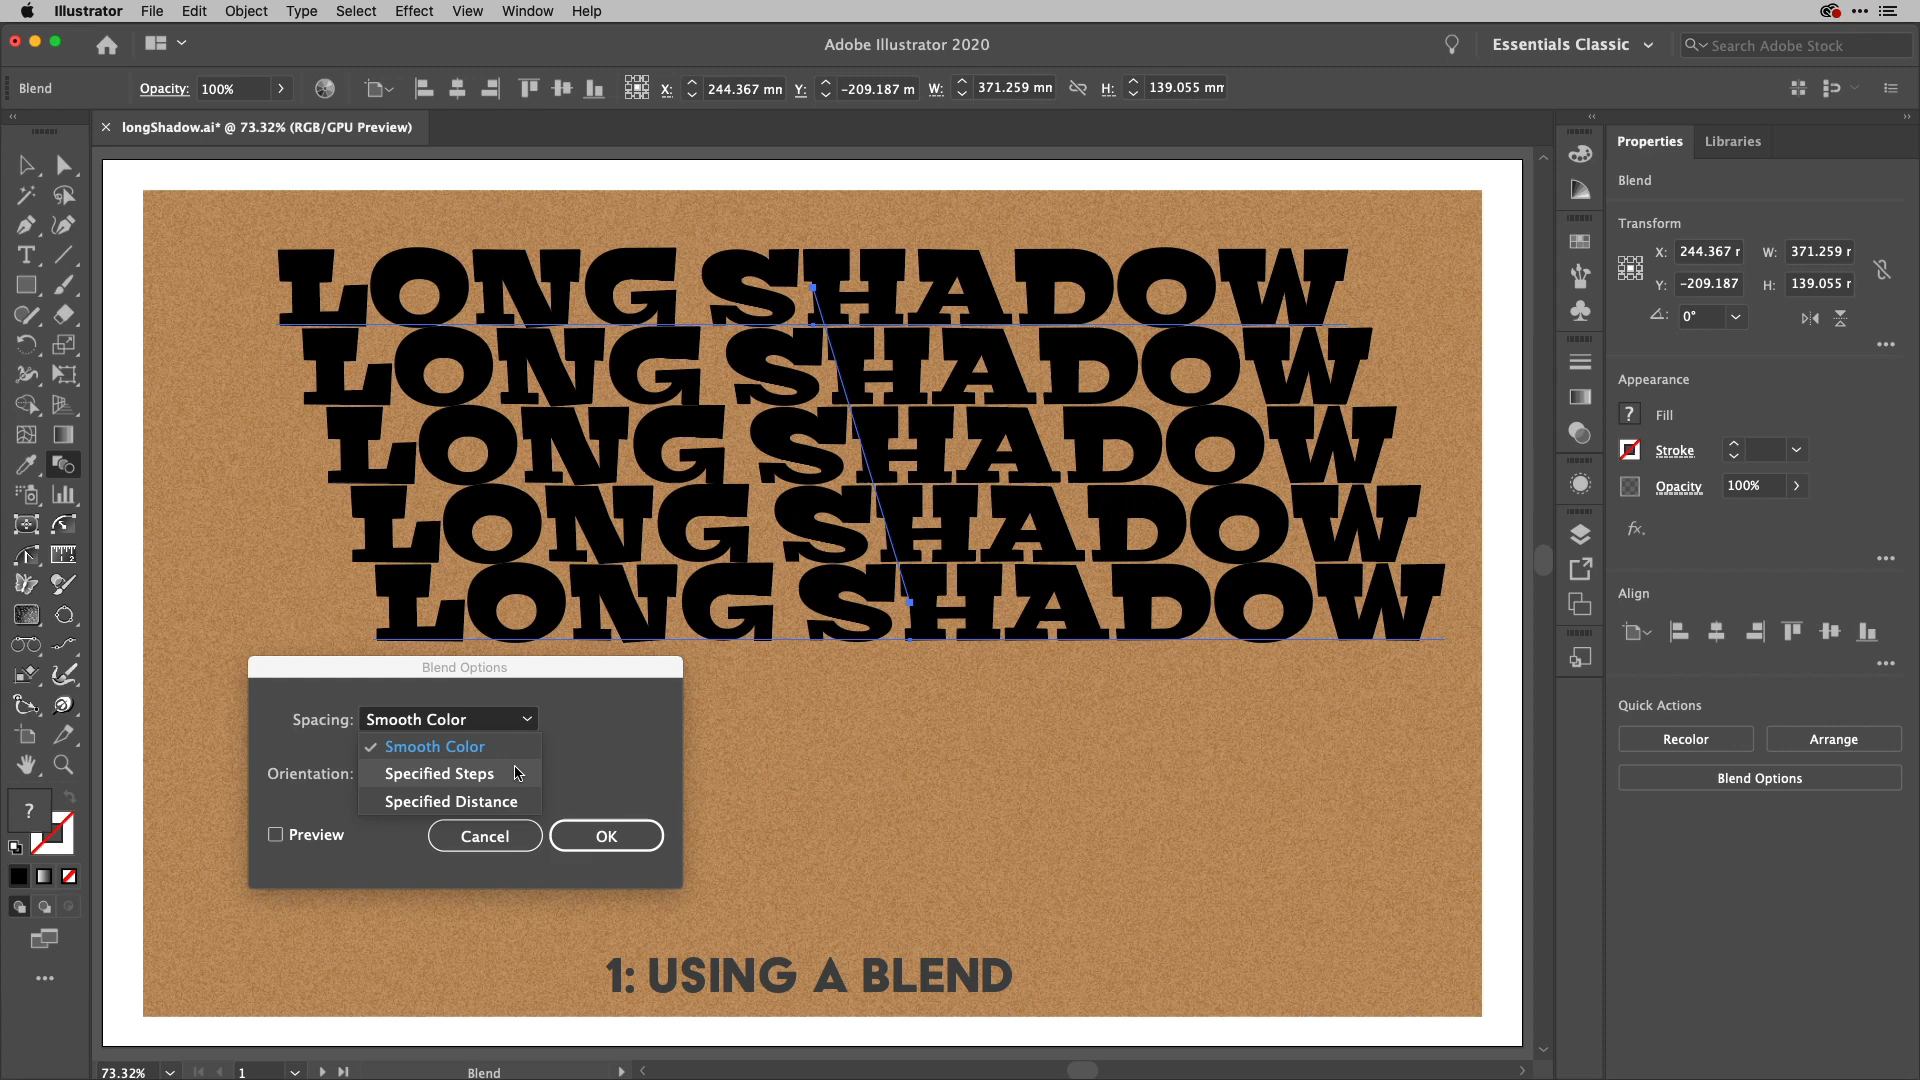 Illustrator File Edit Object Type Select Effect View Window Help
Adobe Illustrator 2020
Essentials Classic
Search Adobe Stock
Blend
Opacity: 100%
X: 244.367 mn Y: -209.187 m W: 371.259 mn H: 139.055 mm
longShadow.ai* @ 73.32% (RGB/GPU Preview)
LONG SHADOW
LONG SHADOW
LONG SHADOW
LONG SHADOW
LONG SHADOW
Blend Options
Spacing: Smooth Color
Smooth Color
Specified Steps
Specified Distance
Orientation:
Preview
Cancel
OK
1: USING A BLEND
73.32%
1
Blend
Properties
Libraries
Blend
Transform
X: 244.367 r W: 371.259 r
Y: -209.187 H: 139.055 r
0°
Appearance
? Fill
Stroke
Opacity 100%
fx.
Align
Quick Actions
Recolor
Arrange
Blend Options
?